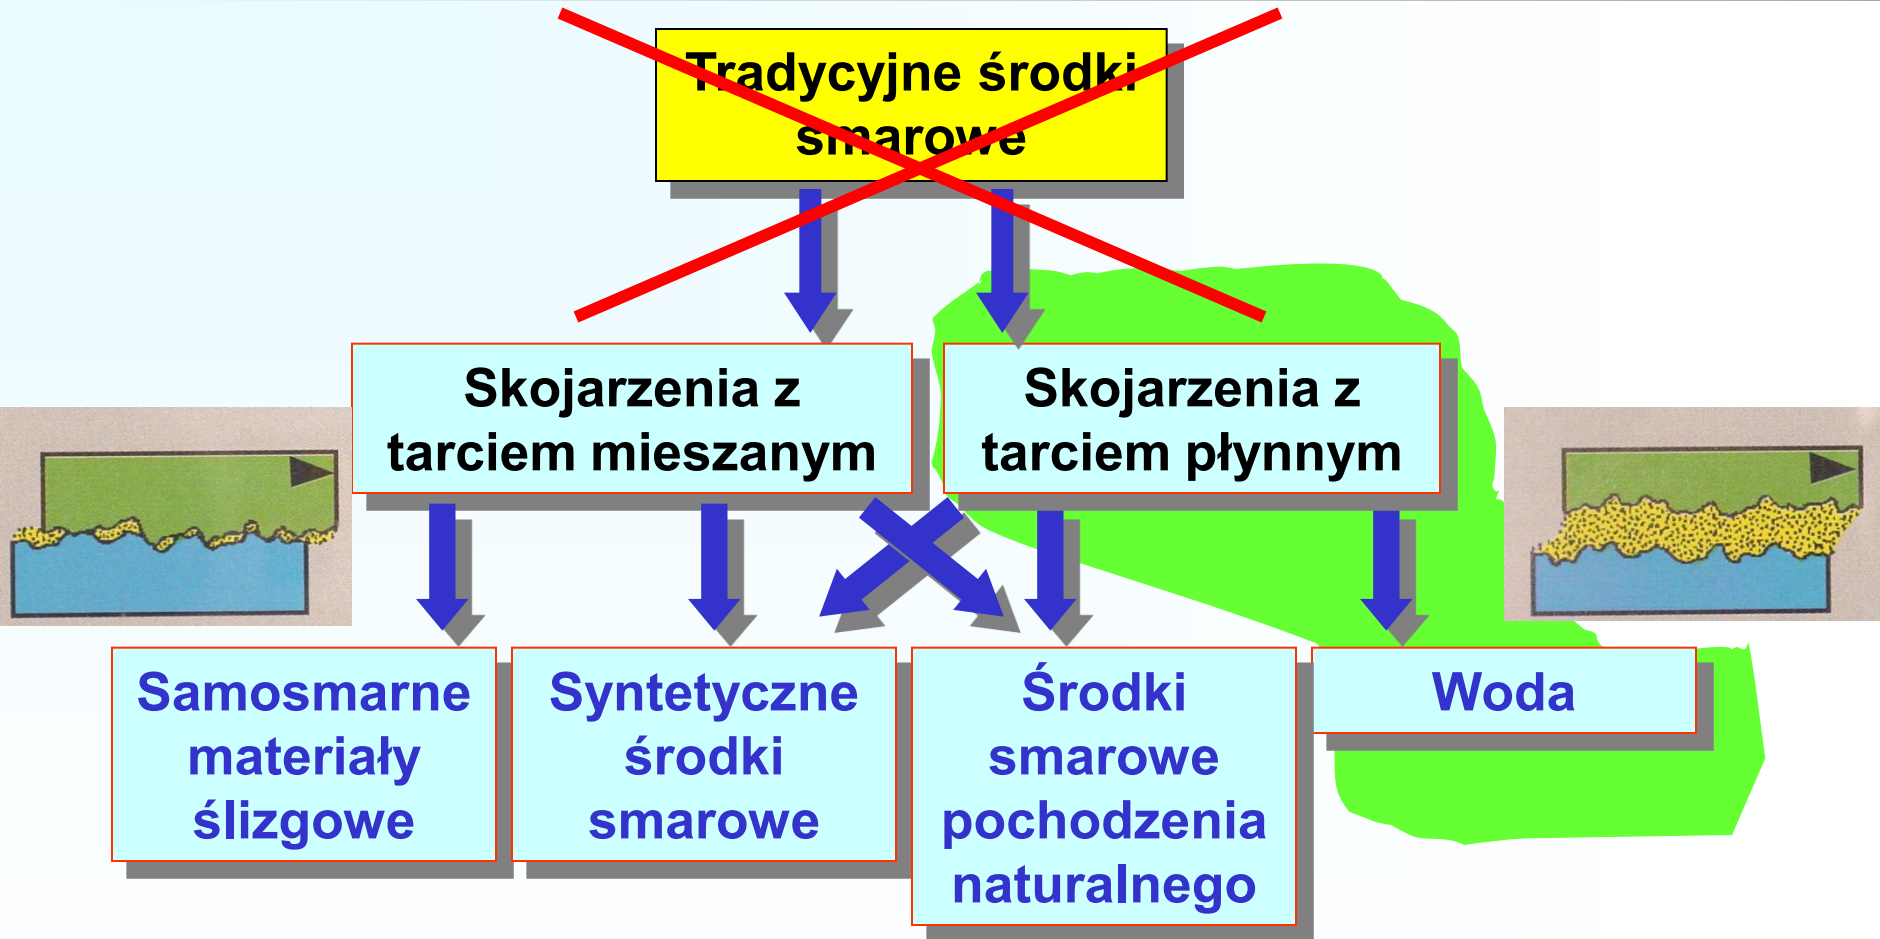 Tradycyjne środki
smarowe
Skojarzenia z
tarciem mieszanym
Skojarzenia z
tarciem płynnym
Samosmarne
materiały
ślizgowe
Syntetyczne
środki
smarowe
Środki
smarowe
pochodzenia
naturalnego
Woda